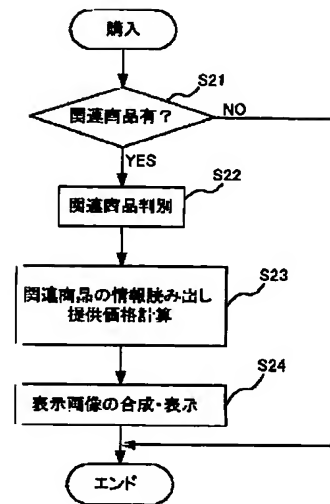 購入
S21
関連商品有?
NO
YES
S22
関連商品判別
S23
関連商品の情報読み出し
提供価格計算
S24
表示画像の合成・表示
エンド